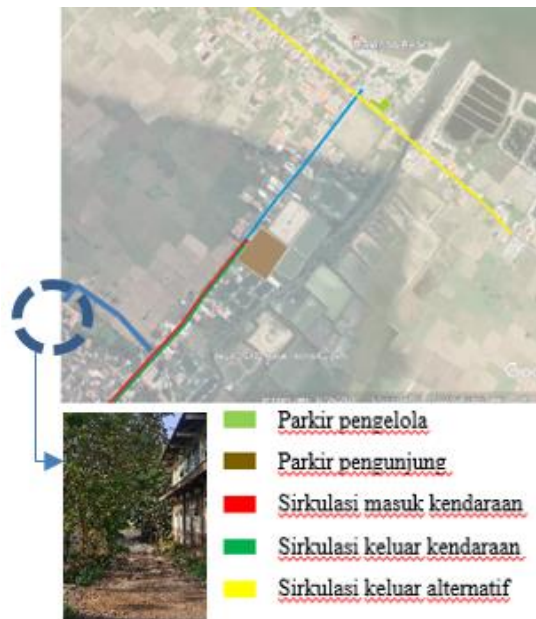 Parkir pengelola
Parkir pengunjung
Sirkulasi masuk kendaraan
Sirkulasi keluar kendaraan
Sirkulasi keluar alternatif